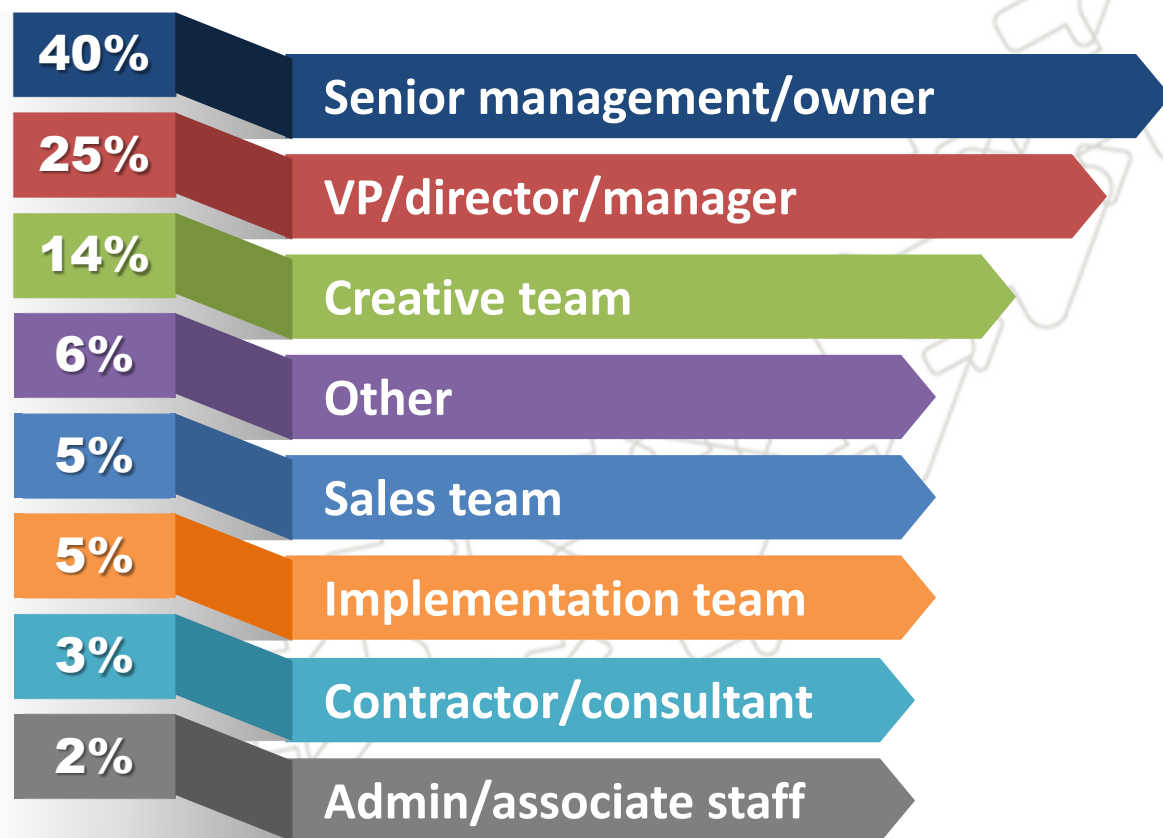 40%
Senior management/owner
25%
VP/director/manager
14%
Creative team
6%
Other
5%
Sales team
5%
Implementation team
3%
Contractor/consultant
2%
Admin/associate staff